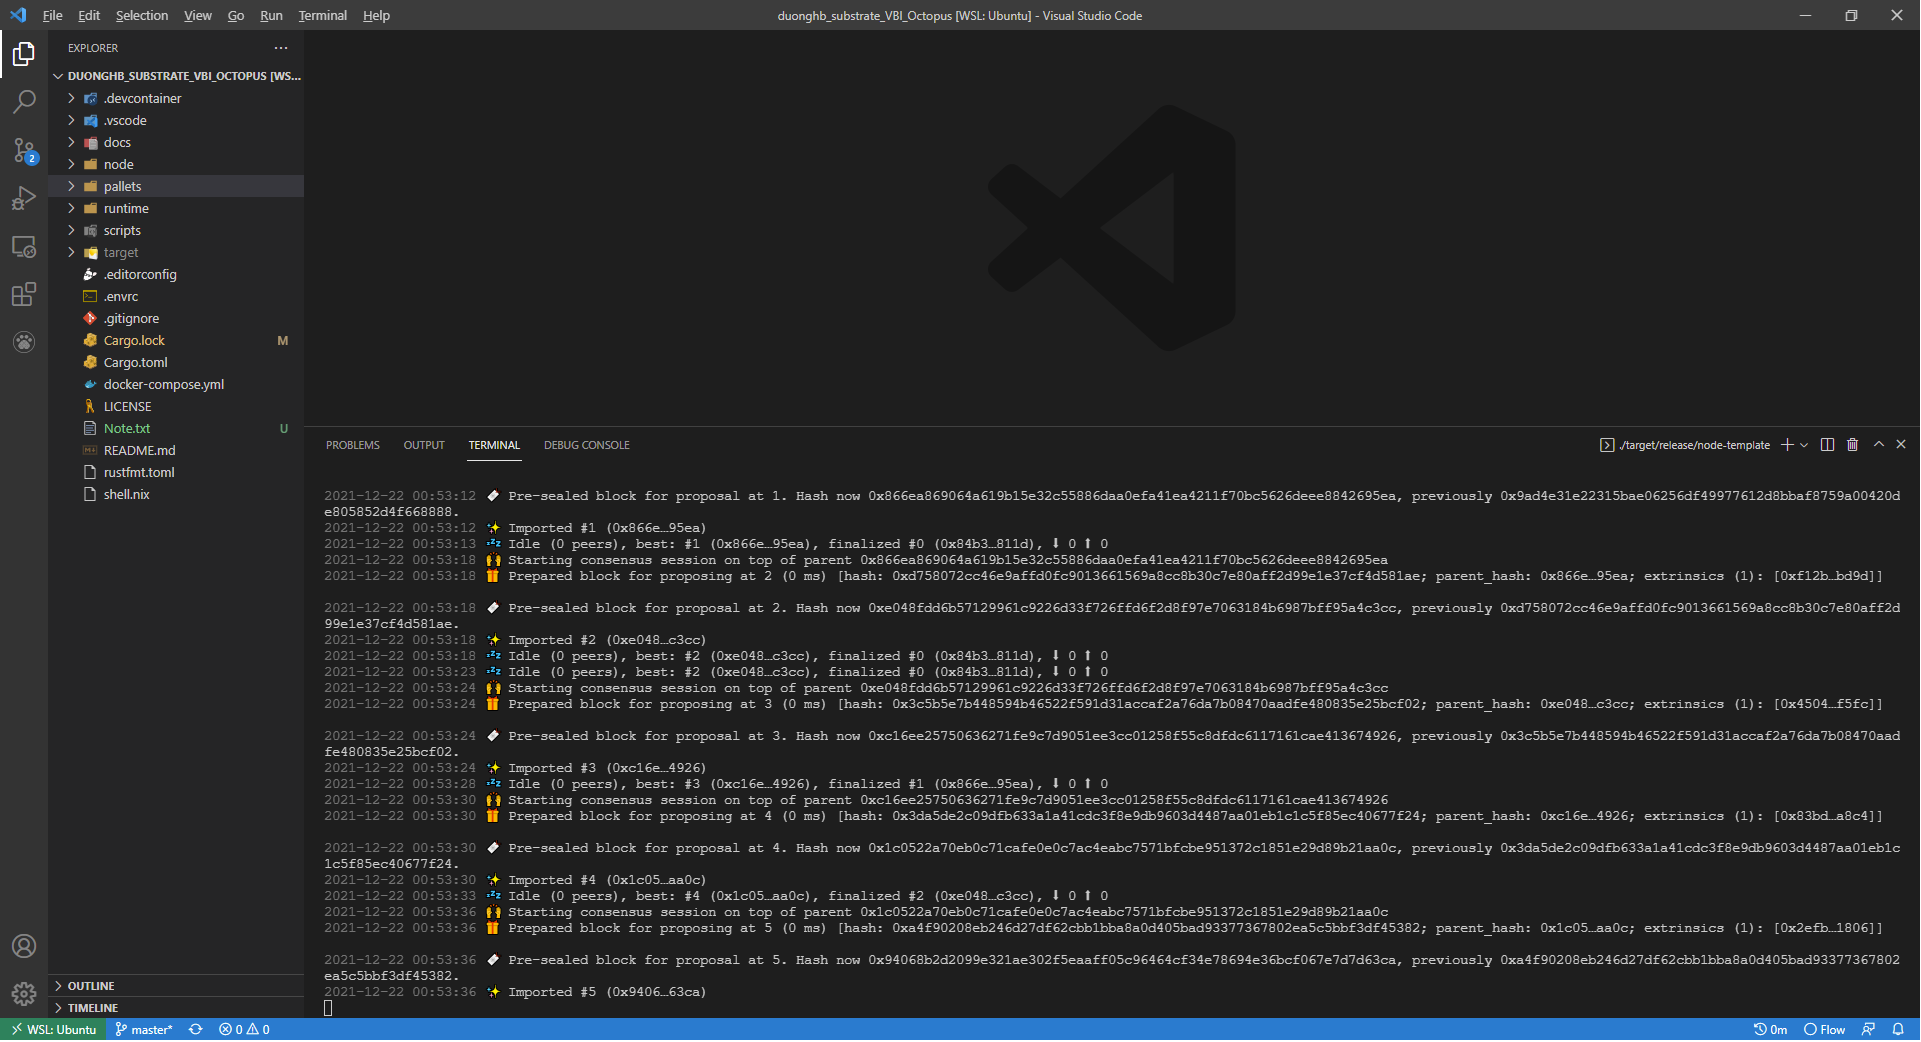 File Edit Selection View Go Run Terminal Help
duonghb_substrate_VBI_Octopus [WSL: Ubuntu] - Visual Studio Code
EXPLORER
DUONGHB_SUBSTRATE_VBI_OCTOPUS [WS...
.devcontainer
.vscode
docs
node
pallets
runtime
scripts
target
.editorconfig
.envrc
.gitignore
Cargo.lock M
Cargo.toml
docker-compose.yml
LICENSE
Note.txt U
README.md
rustfmt.toml
shell.nix
OUTLINE
TIMELINE
2
PROBLEMS OUTPUT TERMINAL DEBUG CONSOLE
./target/release/node-template
2021-12-22 00:53:12 Pre-sealed block for proposal at 1. Hash now 0x866ea869064a619b15e32c55886daa0efa41ea4211f70bc5626deee8842695ea, previously 0x9ad4e31e22315bae06256df49977612d8bbaf8759a00420d
e805852d4f668888.
2021-12-22 00:53:12 Imported #1 (0x866e…95ea)
2021-12-22 00:53:13 Idle (0 peers), best: #1 (0x866e…95ea), finalized #0 (0x84b3…811d), ⬇ 0 ⬆ 0
2021-12-22 00:53:18 Starting consensus session on top of parent 0x866ea869064a619b15e32c55886daa0efa41ea4211f70bc5626deee8842695ea
2021-12-22 00:53:18 Prepared block for proposing at 2 (0 ms) [hash: 0xd758072cc46e9affd0fc9013661569a8cc8b30c7e80aff2d99e1e37cf4d581ae; parent_hash: 0x866e…95ea; extrinsics (1): [0xf12b…bd9d]]
2021-12-22 00:53:18 Pre-sealed block for proposal at 2. Hash now 0xe048fdd6b57129961c9226d33f726ffd6f2d8f97e7063184b6987bff95a4c3cc, previously 0xd758072cc46e9affd0fc9013661569a8cc8b30c7e80aff2d
99e1e37cf4d581ae.
2021-12-22 00:53:18 Imported #2 (0xe048…c3cc)
2021-12-22 00:53:18 Idle (0 peers), best: #2 (0xe048…c3cc), finalized #0 (0x84b3…811d), ⬇ 0 ⬆ 0
2021-12-22 00:53:23 Idle (0 peers), best: #2 (0xe048…c3cc), finalized #0 (0x84b3…811d), ⬇ 0 ⬆ 0
2021-12-22 00:53:24 Starting consensus session on top of parent 0xe048fdd6b57129961c9226d33f726ffd6f2d8f97e7063184b6987bff95a4c3cc
2021-12-22 00:53:24 Prepared block for proposing at 3 (0 ms) [hash: 0x3c5b5e7b448594b46522f591d31accaf2a76da7b08470aadfe480835e25bcf02; parent_hash: 0xe048…c3cc; extrinsics (1): [0x4504…f5fc]]
2021-12-22 00:53:24 Pre-sealed block for proposal at 3. Hash now 0xc16ee25750636271fe9c7d9051ee3cc01258f55c8dfdc6117161cae413674926, previously 0x3c5b5e7b448594b46522f591d31accaf2a76da7b08470aad
fe480835e25bcf02.
2021-12-22 00:53:24 Imported #3 (0xc16e…4926)
2021-12-22 00:53:28 Idle (0 peers), best: #3 (0xc16e…4926), finalized #1 (0x866e…95ea), ⬇ 0 ⬆ 0
2021-12-22 00:53:30 Starting consensus session on top of parent 0xc16ee25750636271fe9c7d9051ee3cc01258f55c8dfdc6117161cae413674926
2021-12-22 00:53:30 Prepared block for proposing at 4 (0 ms) [hash: 0x3da5de2c09dfb633a1a41cdc3f8e9db9603d4487aa01eb1c1c5f85ec40677f24; parent_hash: 0xc16e…4926; extrinsics (1): [0x83bd…a8c4]]
2021-12-22 00:53:30 Pre-sealed block for proposal at 4. Hash now 0x1c0522a70eb0c71cafe0e0c7ac4eabc7571bfcbe951372c1851e29d89b21aa0c, previously 0x3da5de2c09dfb633a1a41cdc3f8e9db9603d4487aa01eb1c
1c5f85ec40677f24.
2021-12-22 00:53:30 Imported #4 (0x1c05…aa0c)
2021-12-22 00:53:33 Idle (0 peers), best: #4 (0x1c05…aa0c), finalized #2 (0xe048…c3cc), ⬇ 0 ⬆ 0
2021-12-22 00:53:36 Starting consensus session on top of parent 0x1c0522a70eb0c71cafe0e0c7ac4eabc7571bfcbe951372c1851e29d89b21aa0c
2021-12-22 00:53:36 Prepared block for proposing at 5 (0 ms) [hash: 0xa4f90208eb246d27df62cbb1bba8a0d405bad93377367802ea5c5bbf3df45382; parent_hash: 0x1c05…aa0c; extrinsics (1): [0x2efb…1806]]
2021-12-22 00:53:36 Pre-sealed block for proposal at 5. Hash now 0x94068b2d2099e321ae302f5eaaff05c96464cf34e78694e36bcf067e7d7d63ca, previously 0xa4f90208eb246d27df62cbb1bba8a0d405bad93377367802
ea5c5bbf3df45382.
2021-12-22 00:53:36 Imported #5 (0x9406…63ca)
WSL: Ubuntu master* 0 0 0m Flow